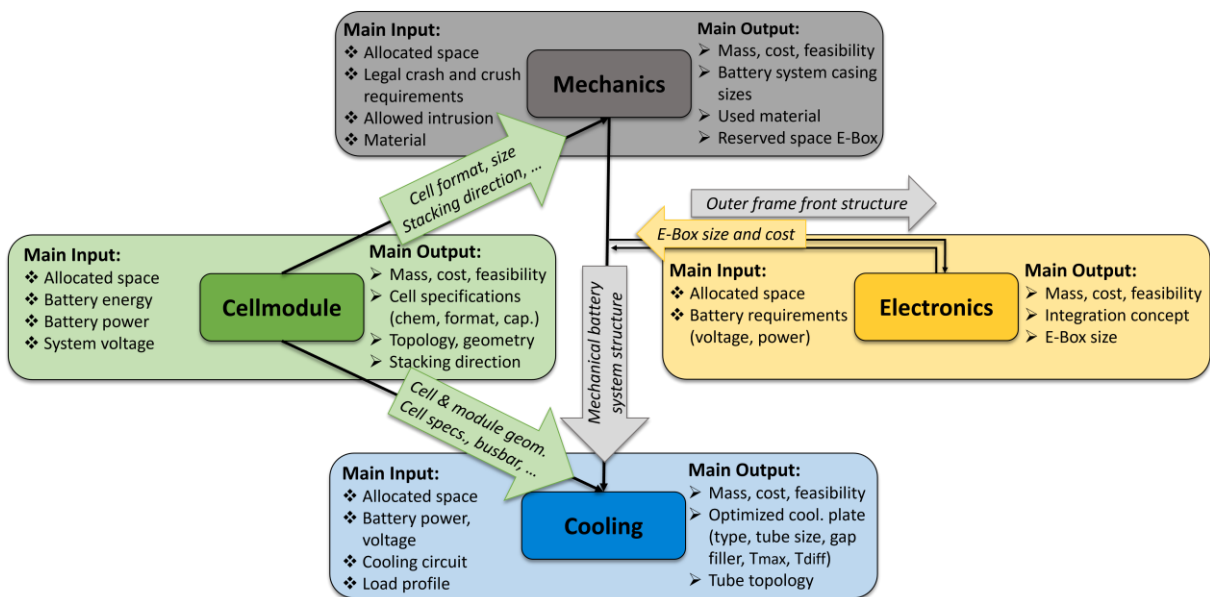 Main Input:
❖ Allocated space
❖ Legal crash and crush
requirements
❖ Allowed intrusion
❖ Material
Mechanics
Main Output:
➢ Mass, cost, feasibility
➢ Battery system casing
sizes
➢ Used material
➢ Reserved space E-Box
Cell format, size
Stacking direction, ...
Outer frame front structure
E-Box size and cost
Main Input:
❖ Allocated space
❖ Battery energy
❖ Battery power
❖ System voltage
Cellmodule
Main Output:
➢ Mass, cost, feasibility
➢ Cell specifications
(chem, format, cap.)
➢ Topology, geometry
➢ Stacking direction
Main Input:
❖ Allocated space
❖ Battery requirements
(voltage, power)
Electronics
Main Output:
➢ Mass, cost, feasibility
➢ Integration concept
➢ E-Box size
Mechanical battery
system structure
Cell & module geom.
Cell specs., busbar, ...
Main Input:
❖ Allocated space
❖ Battery power,
voltage
❖ Cooling circuit
❖ Load profile
Cooling
Main Output:
➢ Mass, cost, feasibility
➢ Optimized cool. plate
(type, tube size, gap
filler, Tmax, Tdiff)
➢ Tube topology